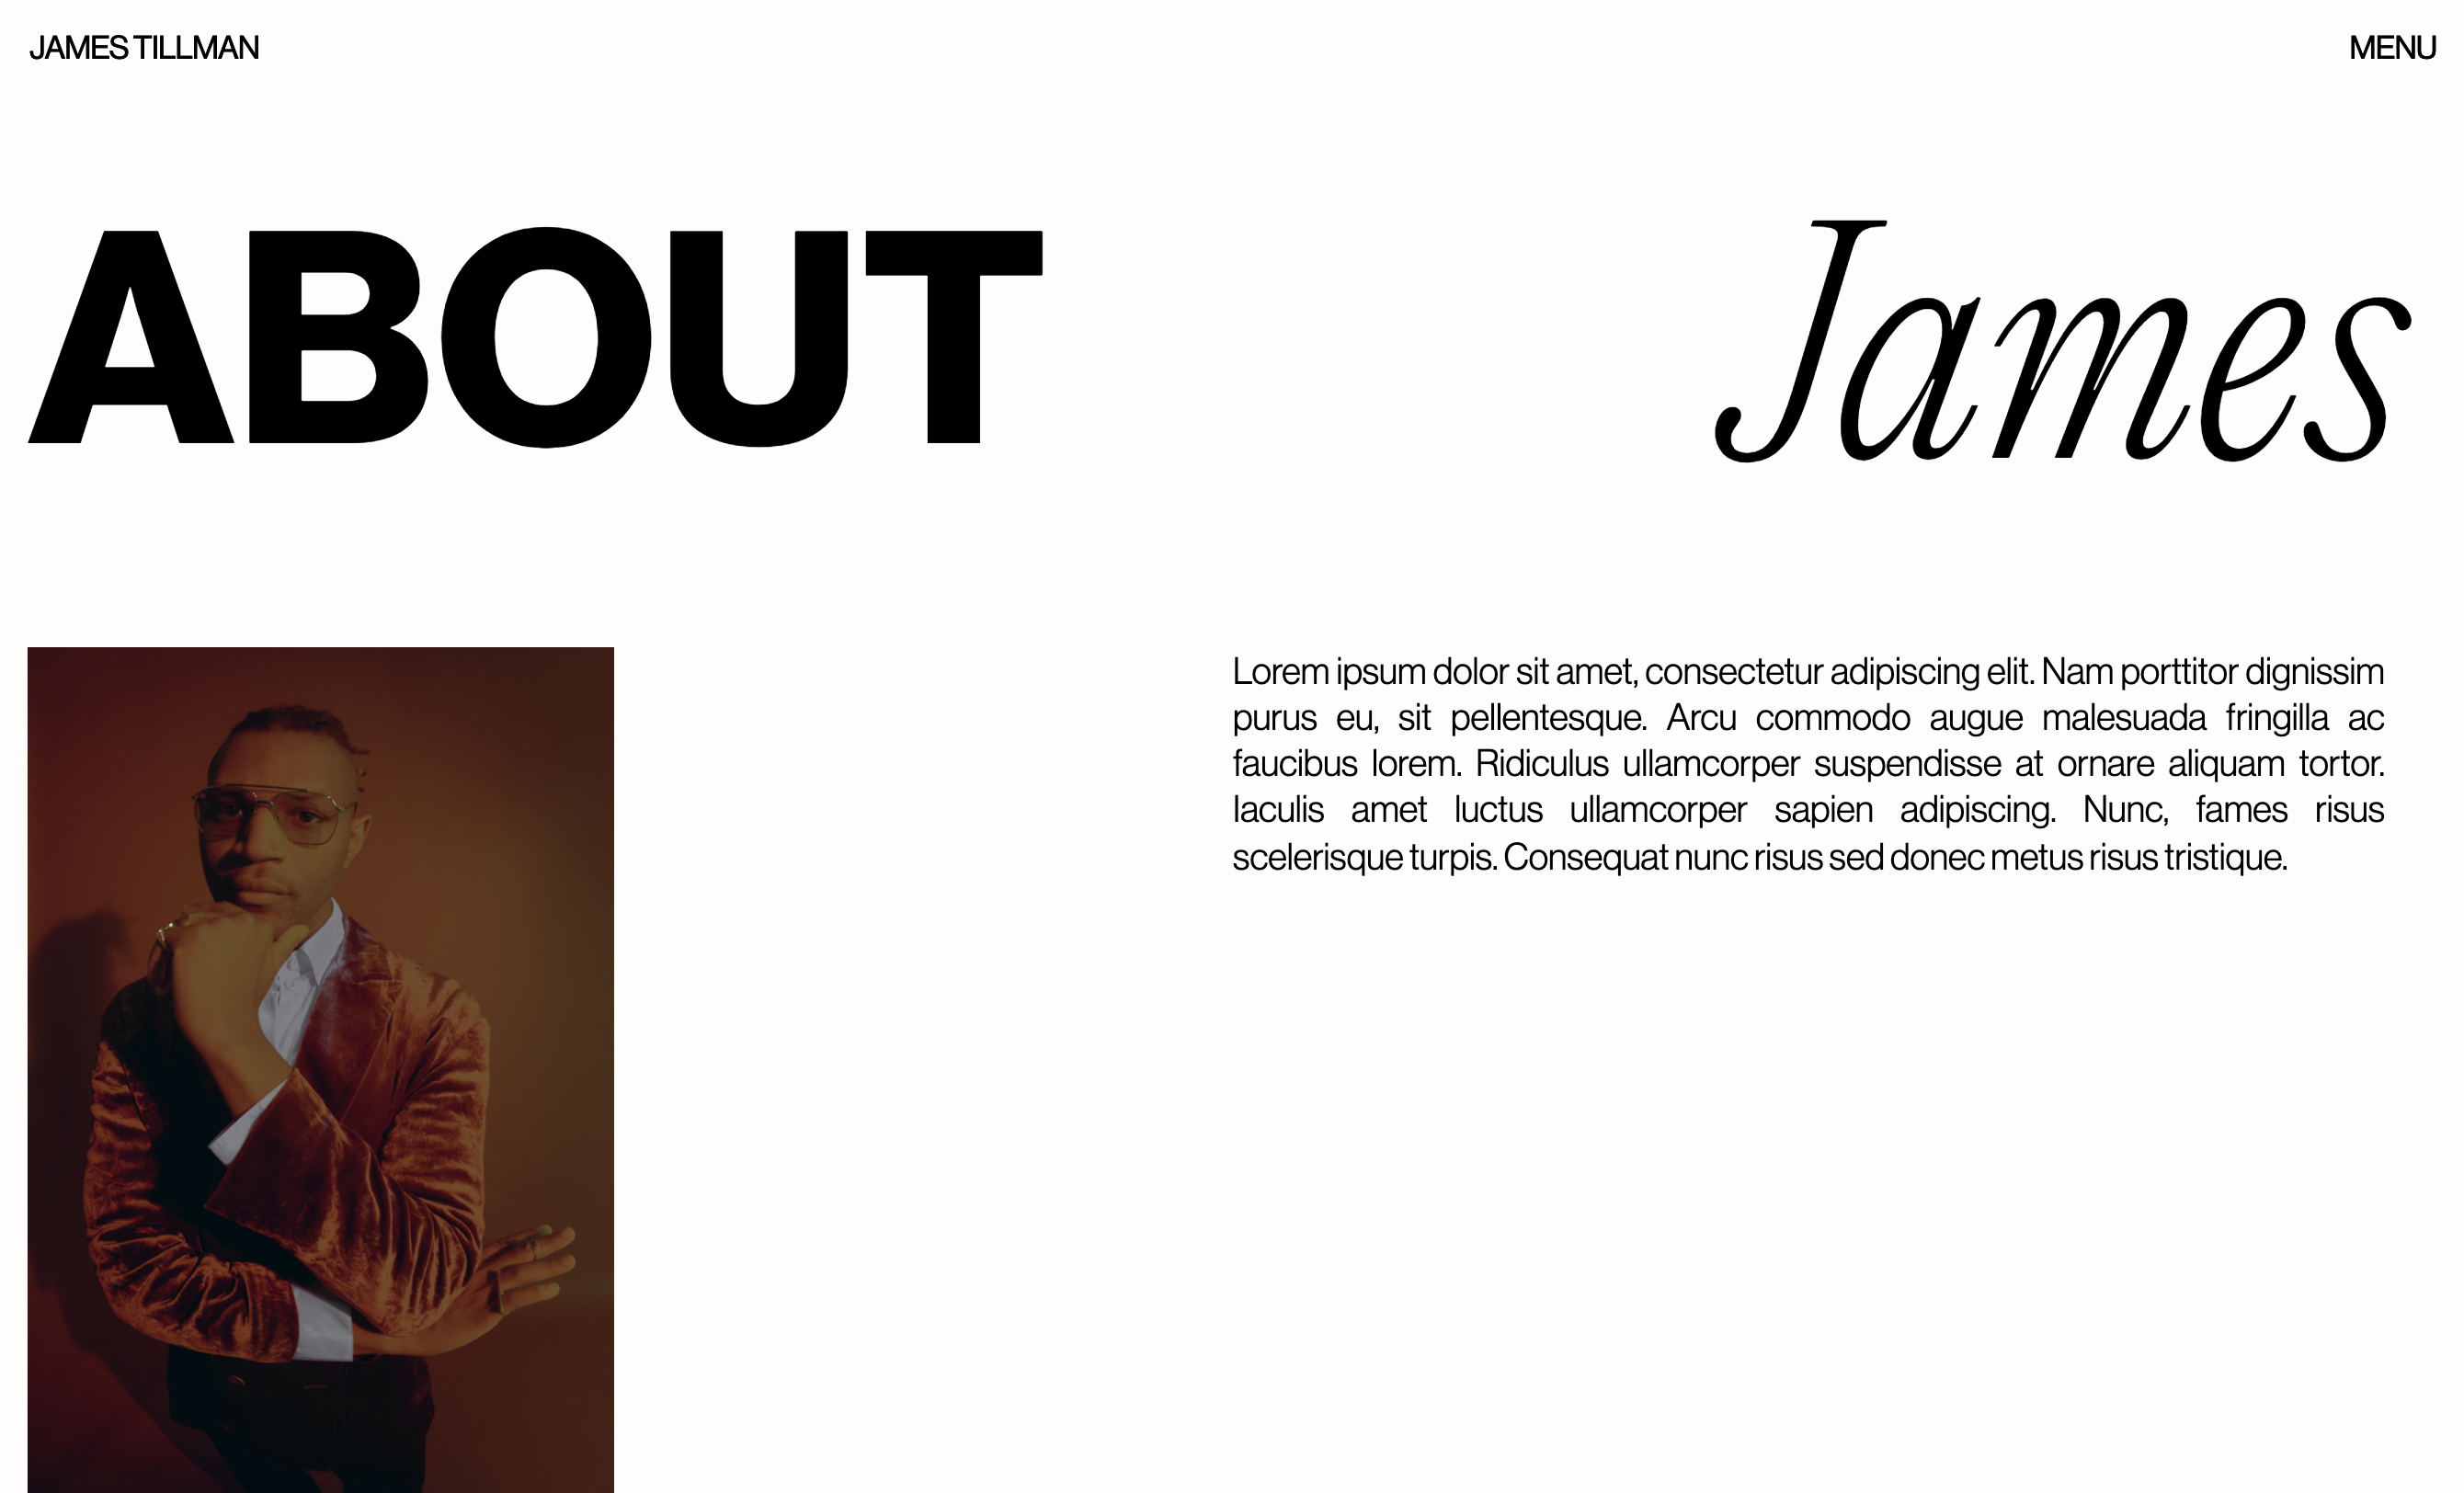 JAMES TILLMAN
MENU
ABOUT
James
Lorem ipsum dolor sit amet, consectetur adipiscing elit. Nam porttitor dignissim
purus eu, sit pellentesque. Arcu commodo augue malesuada fringilla ac
faucibus lorem. Ridiculus ullamcorper suspendisse at ornare aliquam tortor.
Iaculis amet luctus ullamcorper sapien adipiscing. Nunc, fames risus
scelerisque turpis. Consequat nunc risus sed donec metus risus tristique.